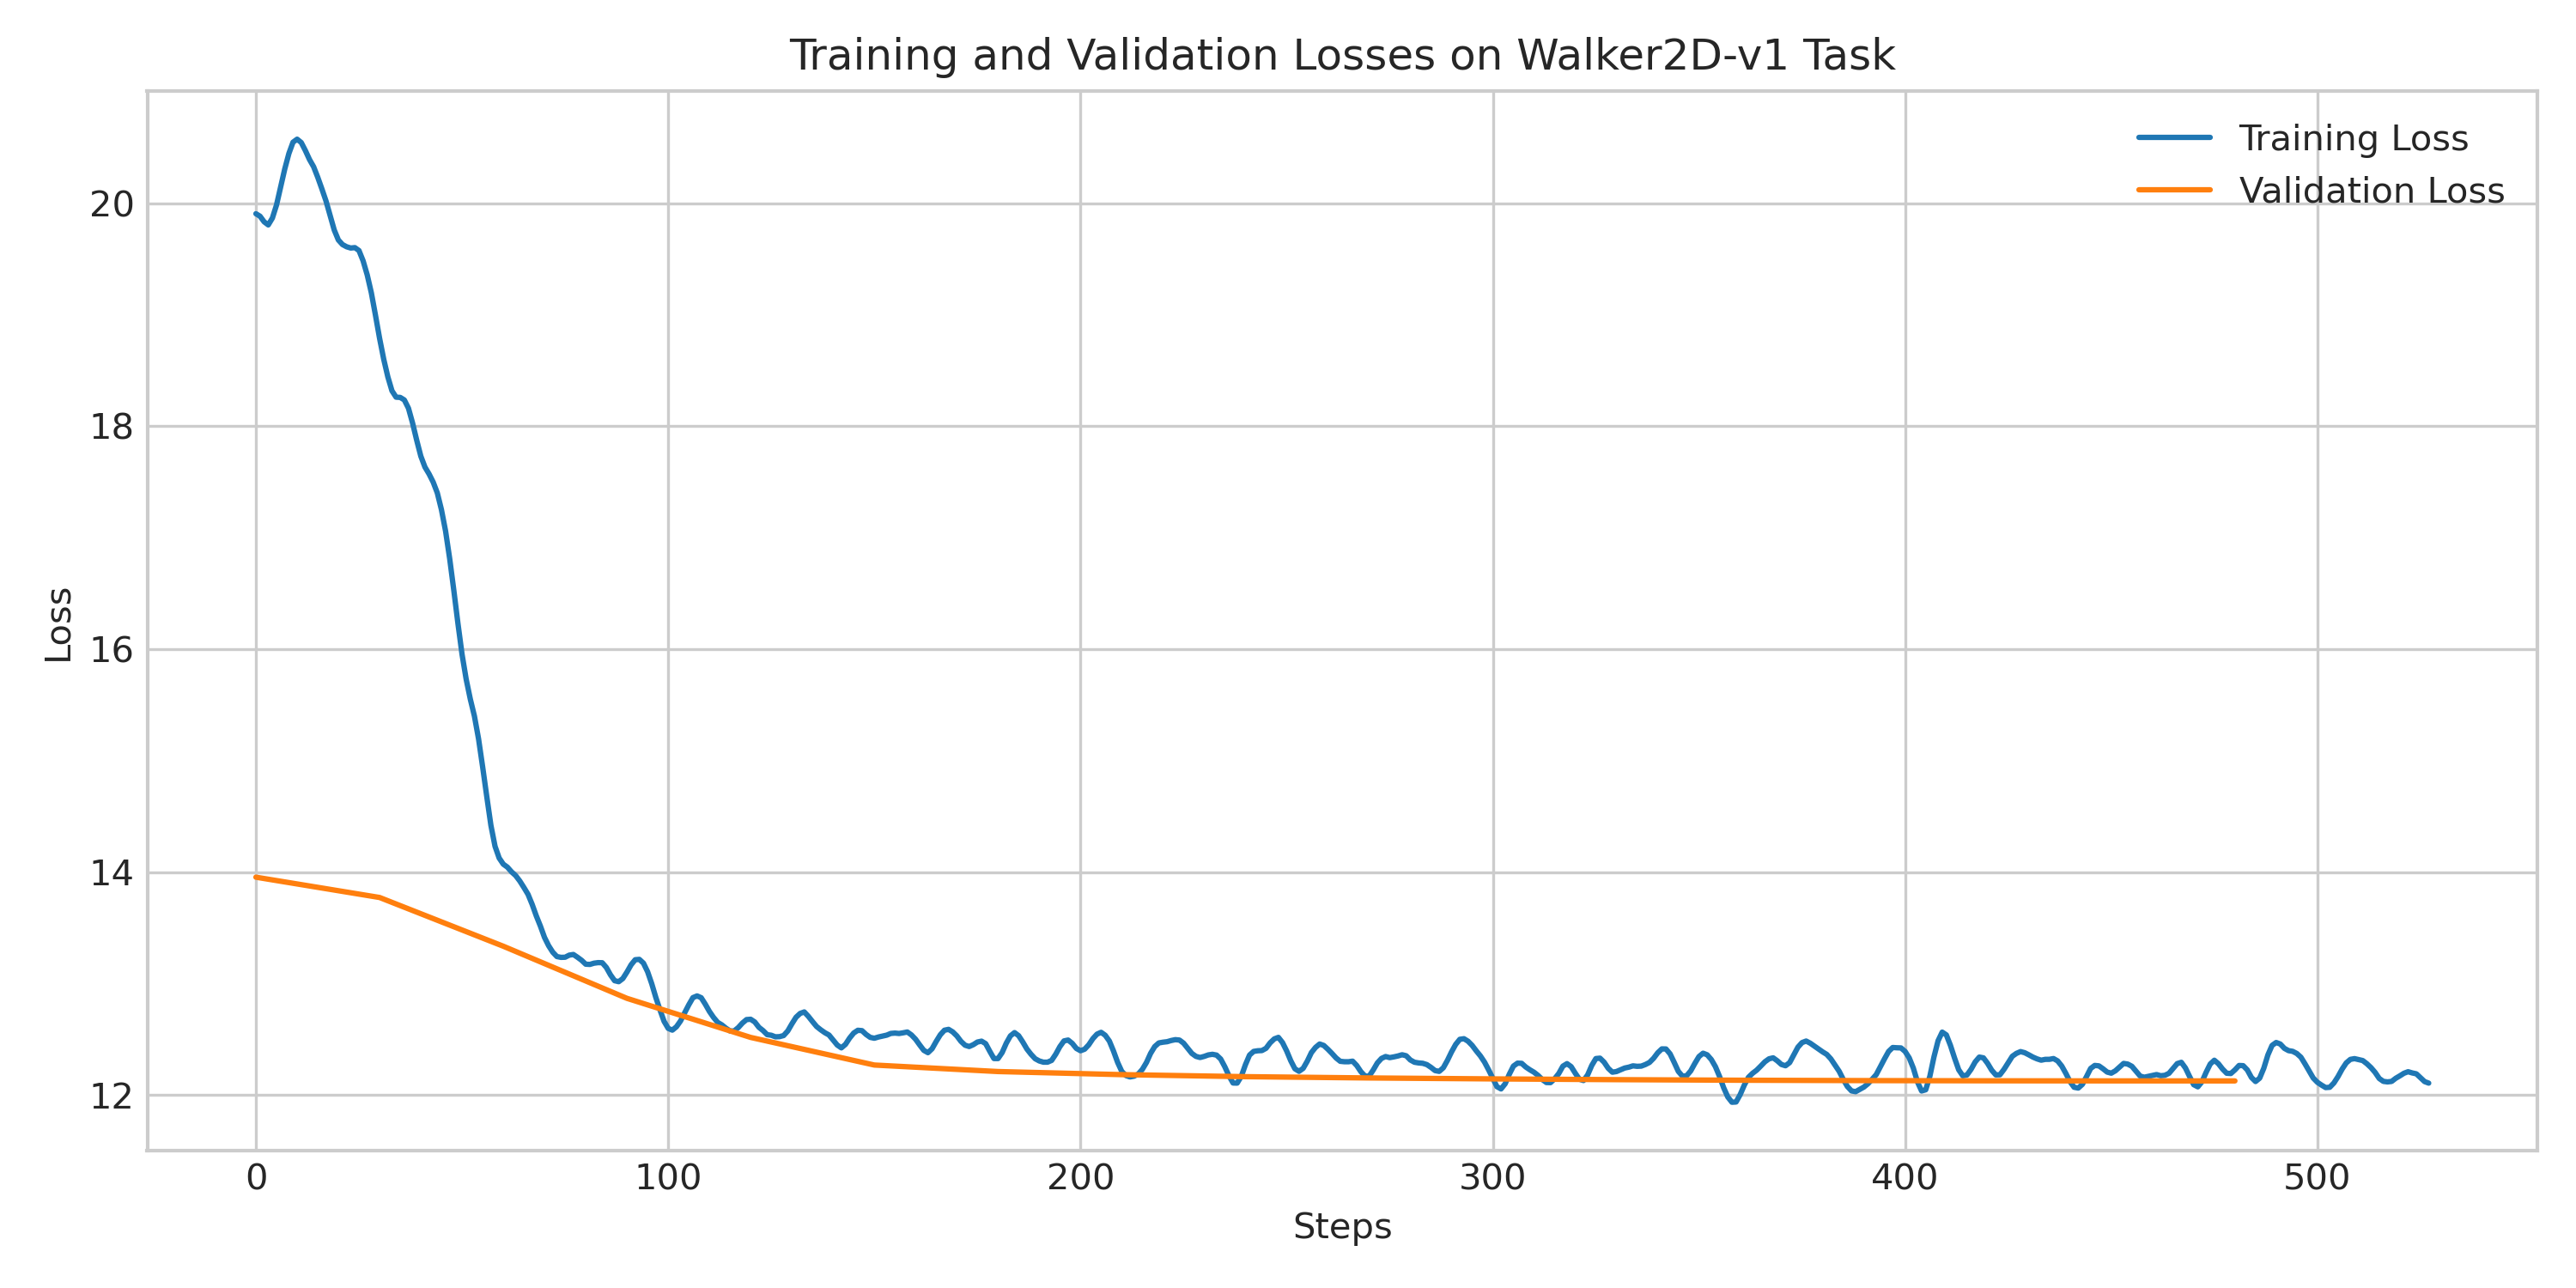 Training and Validation Losses on Walker2D-v1 Task
Training Loss
Validation Loss
Loss
20
18
16
14
12
0 100 200 300 400 500
Steps